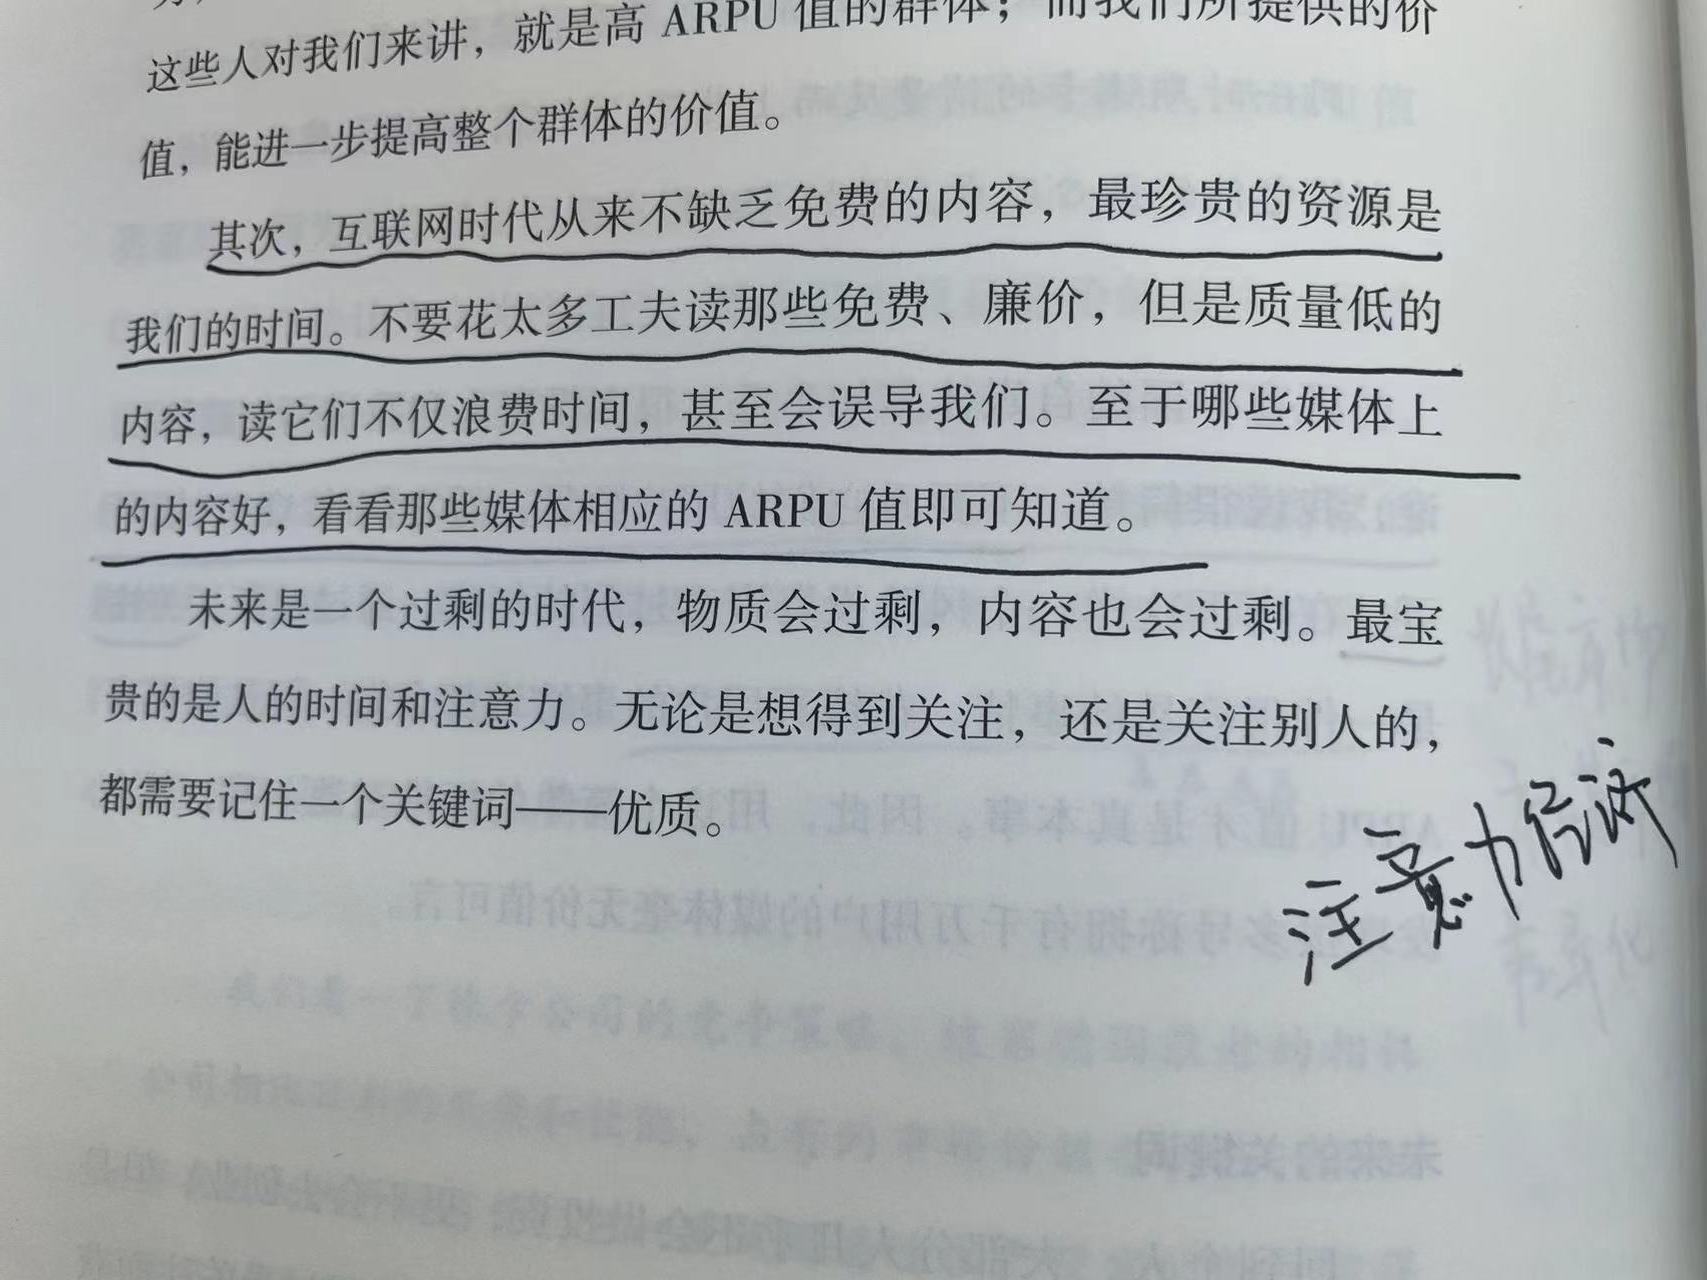 这些人对我们来讲，就是高 ARPU 值的群体；而我们所提供的价
值，能进一步提高整个群体的价值。
其次，互联网时代从来不缺乏免费的内容，最珍贵的资源是
我们的时间。不要花太多工夫读那些免费、廉价，但是质量低的
内容，读它们不仅浪费时间，甚至会误导我们。至于哪些媒体上
的内容好，看看那些媒体相应的 ARPU 值即可知道。
未来是一个过剩的时代，物质会过剩，内容也会过剩。最宝
贵的是人的时间和注意力。无论是想得到关注，还是关注别人的，
都需要记住一个关键词——优质。
注意力经济